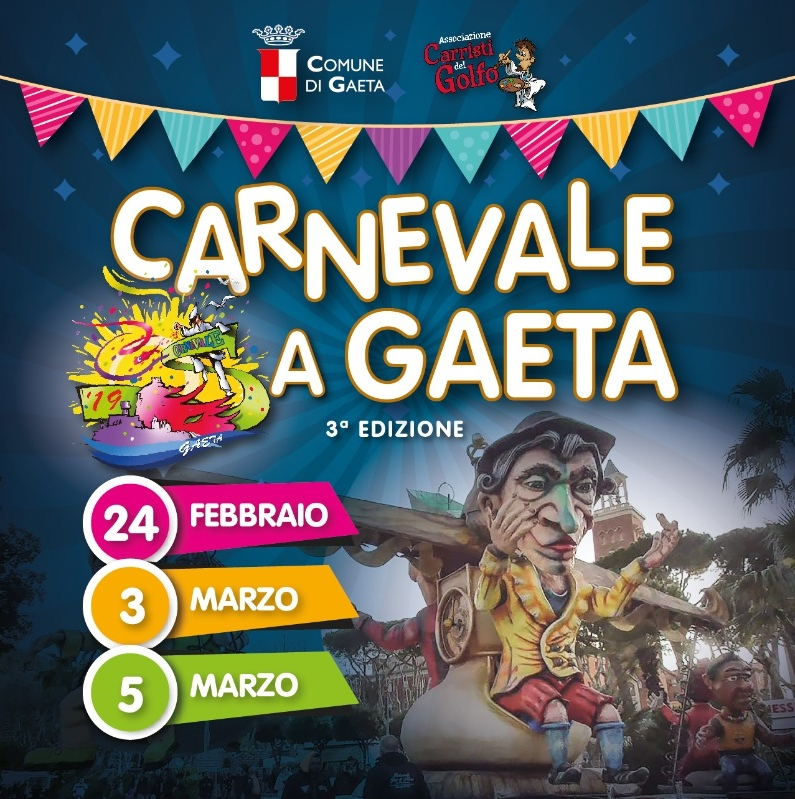 COMUNE
DI GAETA
Associazione
Carristi
del
Golfo
CARNEVALE
A GAETA
CARNEVALE
'19
GAETA
3ª EDIZIONE
24 FEBBRAIO
3 MARZO
5 MARZO